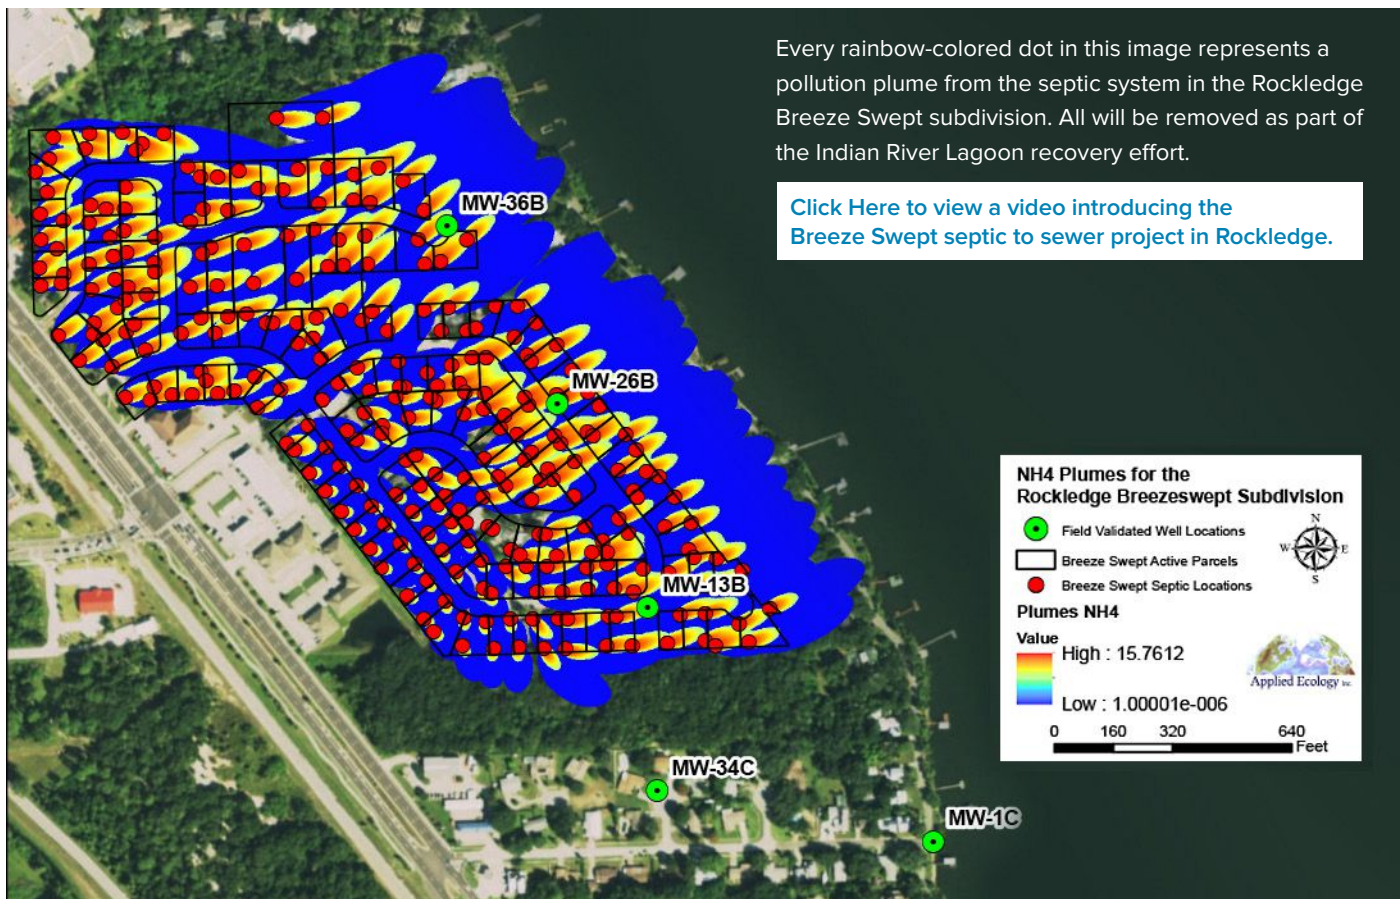 Every rainbow-colored dot in this image represents a
pollution plume from the septic system in the Rockledge
Breeze Swept subdivision. All will be removed as part of
the Indian River Lagoon recovery effort.
Click Here to view a video introducing the
Breeze Swept septic to sewer project in Rockledge.
MW-36B
MW-26B
MW-13B
MW-34C
MW-1C
NH4 Plumes for the
Rockledge Breezeswept Subdivision
Field Validated Well Locations
Breeze Swept Active Parcels
Breeze Swept Septic Locations
N
W
E
S
Plumes NH4
Value
High : 15.7612
Low : 1.00001e-006
Applied Ecology Inc.
0 160 320 640
Feet